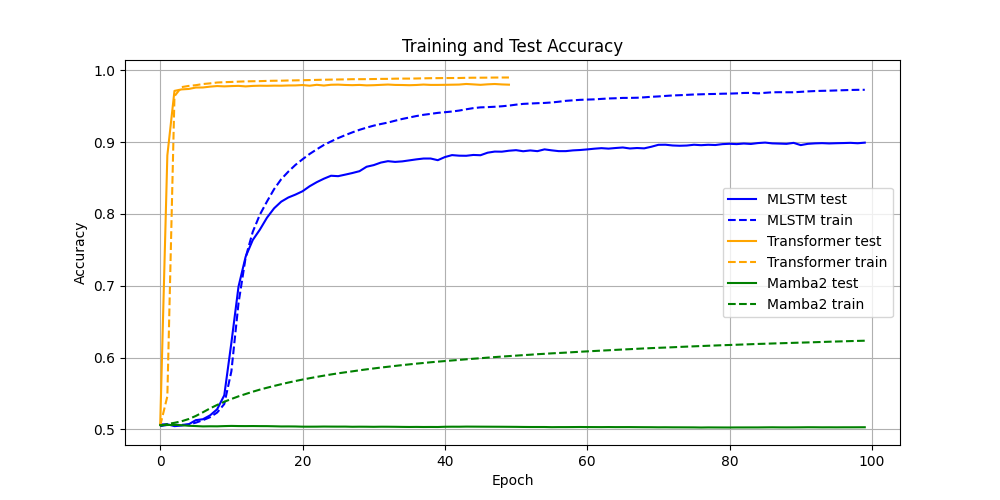 Training and Test Accuracy
1.0
0.9
0.8
0.7
0.6
0.5
Accuracy
MLSTM test
MLSTM train
Transformer test
Transformer train
Mamba2 test
Mamba2 train
0 20 40 60 80 100
Epoch